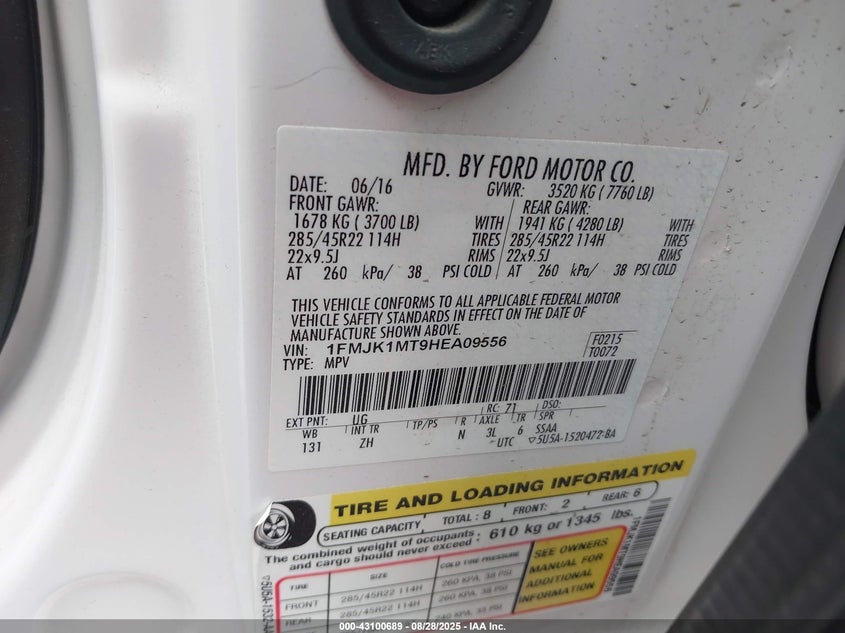 MFD. BY FORD MOTOR CO.
DATE: 06/16 GVWR: 3520 KG ( 7760 LB)
FRONT GAWR: REAR GAWR:
1678 KG ( 3700 LB) WITH 1941 KG ( 4280 LB) WITH
285/45R22 114H TIRES 285/45R22 114H TIRES
22x9.5J RIMS 22x9.5J RIMS
AT 260 kPa/ 38 PSI COLD AT 260 kPa/ 38 PSI COLD
THIS VEHICLE CONFORMS TO ALL APPLICABLE FEDERAL MOTOR
VEHICLE SAFETY STANDARDS IN EFFECT ON THE DATE OF
MANUFACTURE SHOWN ABOVE.
VIN: 1FMJK1MT9HEA09556 F0215
TYPE: MPV T0072
EXT PNT: UG RC: 71 DSO:
WB INT TR TP/PS R AXLE TR SPR
131 ZH N 3L 6 SSAA
UTC ▽5U5A-1520472-BA
TIRE AND LOADING INFORMATION
SEATING CAPACITY TOTAL: 8 FRONT: 2 REAR: 6
The combined weight of occupants
and cargo should never exceed: 610 kg or 1345 lbs.
TIRE SIZE COLD TIRE PRESSURE
FRONT 285/45R22 114H 260 KPA, 38 PSI
REAR 285/45R22 114H 260 KPA, 38 PSI
SEE OWNERS
MANUAL FOR
ADDITIONAL
INFORMATION
000-43100689 - 08/28/2025 - IAA Inc.